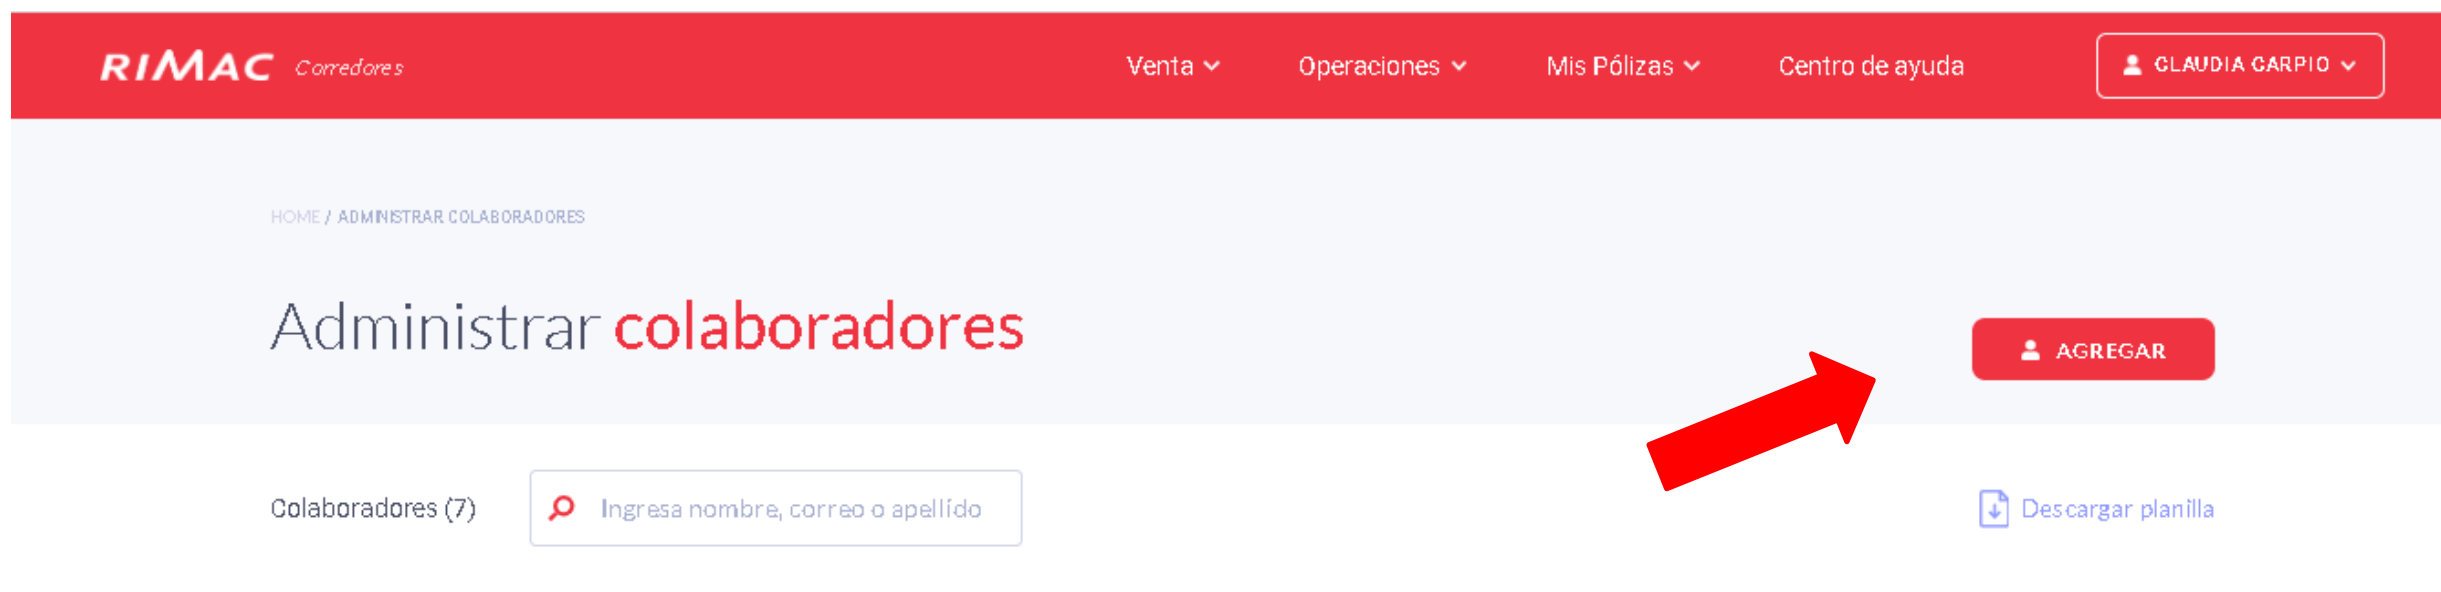 RIMAC Corredores Venta Operaciones Mis Pólizas Centro de ayuda CLAUDIA CARPIO
HOME / ADMINISTRAR COLABORADORES
Administrar colaboradores
AGREGAR
Colaboradores (7) Ingresa nombre, correo o apellído Descargar planilla